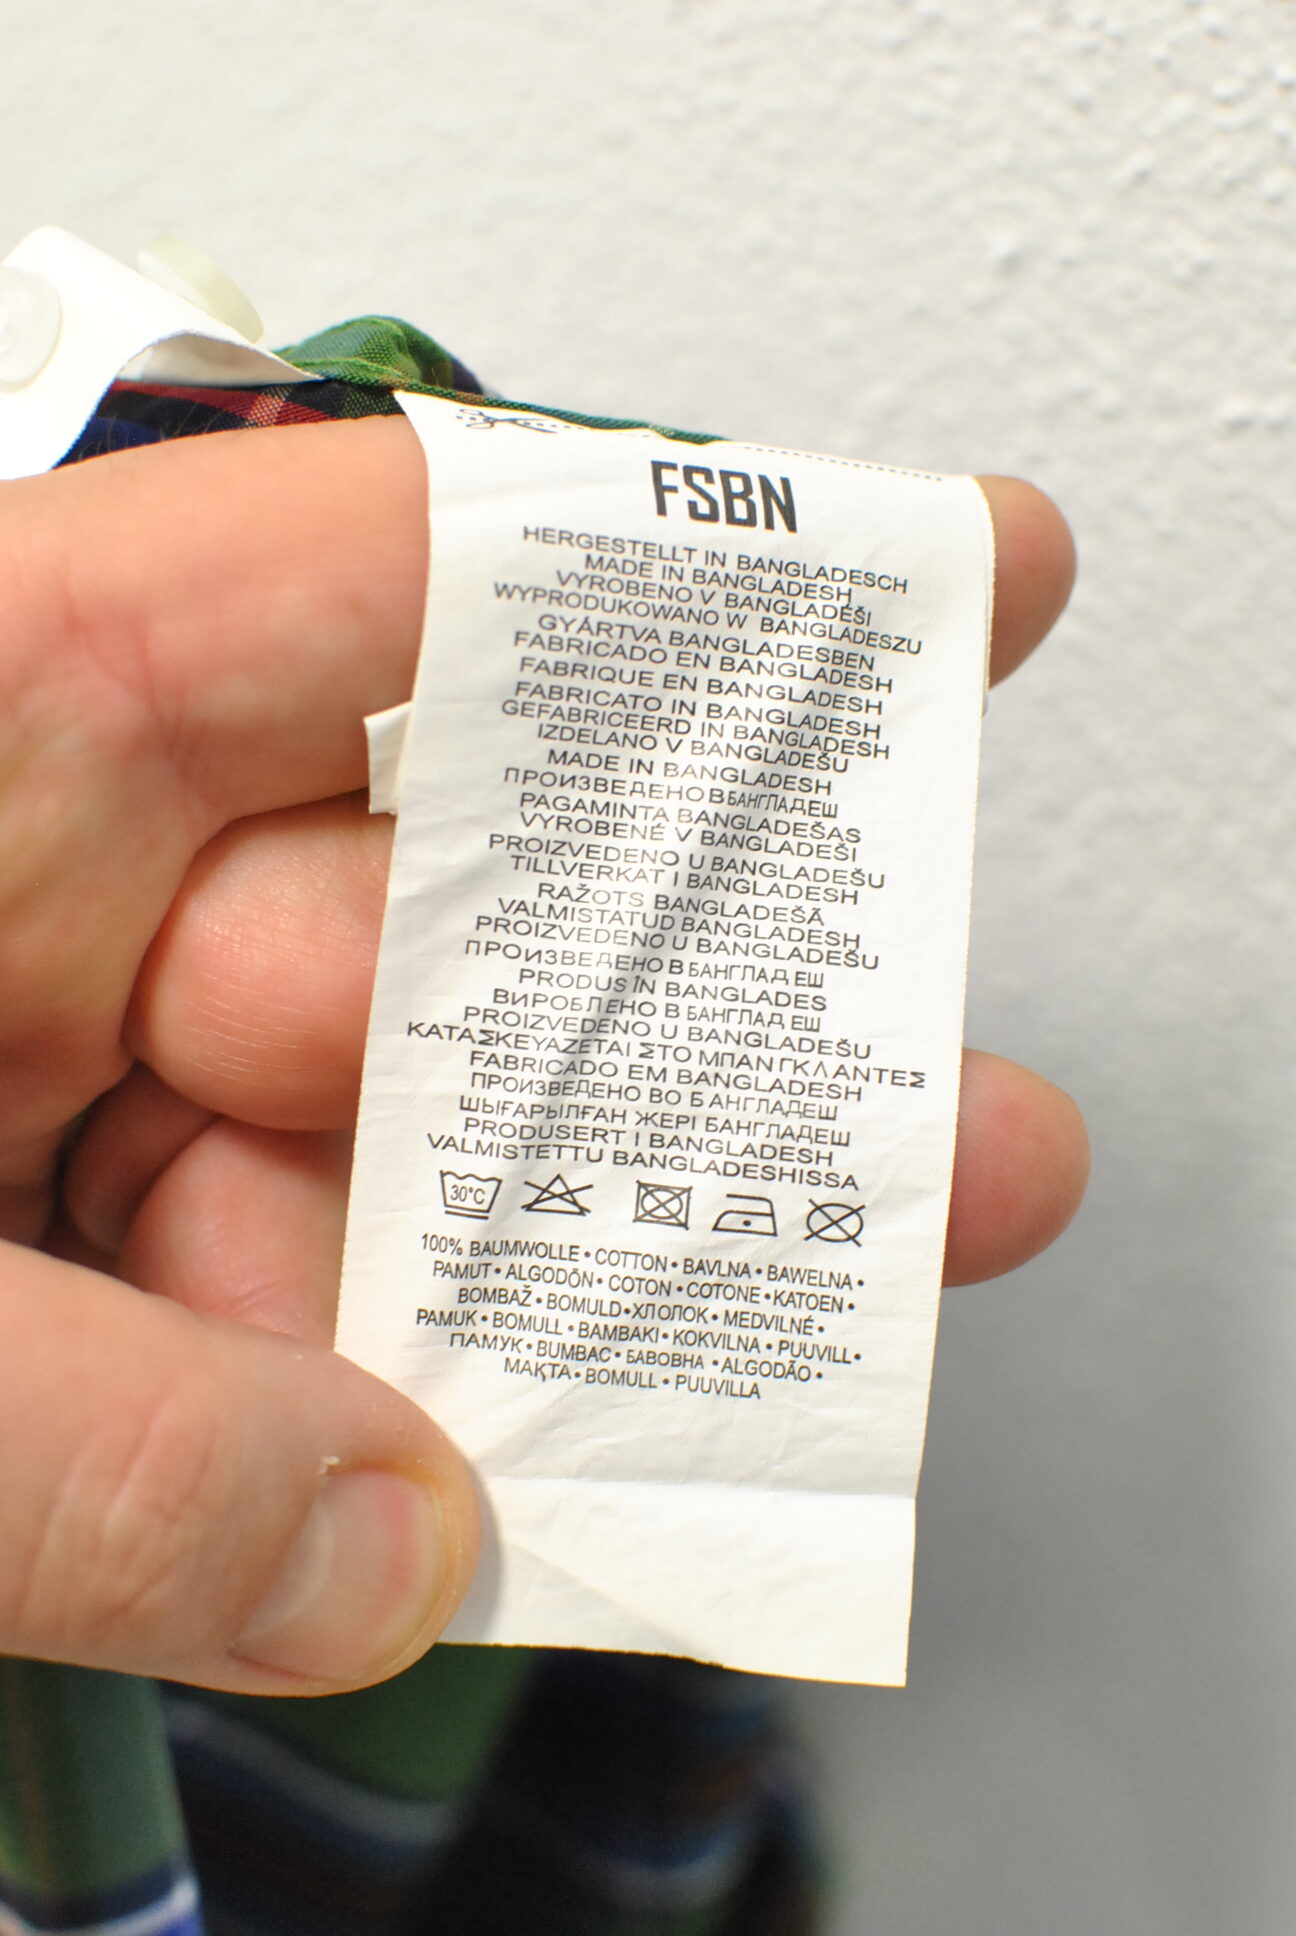 FSBN
HERGESTELLT IN BANGLADESCH
MADE IN BANGLADESH
VYROBENO V BANGLADÉŠI
WYPRODUKOWANO W BANGLADESZU
GYÁRTVA BANGLADESBEN
FABRICADO EN BANGLADESH
FABRIQUE EN BANGLADESH
FABRICATO IN BANGLADESH
GEFABRICEERD IN BANGLADESH
IZDELANO V BANGLADEŠU
MADE IN BANGLADESH
ПРОИЗВЕДЕНО В БАНГЛАДЕШ
PAGAMINTA BANGLADEŠAS
VYROBENÉ V BANGLADEŠI
PROIZVEDENO U BANGLADEŠU
TILLVERKAT I BANGLADESH
RAŽOTS BANGLADEŠĀ
VALMISTATUD BANGLADESH
PROIZVEDENO U BANGLADEŠU
ПРОИЗВЕДЕНО В БАНГЛАДЕШ
PRODUS ÎN BANGLADES
ВИРОБЛЕНО В БАНГЛАДЕШ
PROIZVEDENO U BANGLADEŠU
ΚΑΤΑΣΚΕΥΑΖΕΤΑΙ ΣΤΟ ΜΠΑΝΓΚΛΑΝΤΕΣ
FABRICADO EM BANGLADESH
ПРОИЗВЕДЕНО ВО БАНГЛАДЕШ
ШЫҒАРЫЛҒАН ЖЕРІ БАНГЛАДЕШ
PRODUSERT I BANGLADESH
VALMISTETTU BANGLADESHISSA
30°C
100% BAUMWOLLE • COTTON • BAVLNA • BAWELNA •
PAMUT • ALGODÖN • COTON • COTONE • KATOEN •
BOMBAŽ • BOMULD • ХЛОПОК • MEDVILNÉ •
PAMUK • BOMULL • BAMBAKI • KOKVILNA • PUUVILL •
ПАМУК • BUMBAC • БАВОВНА • ALGODÃO •
МАҚТА • BOMULL • PUUVILLA